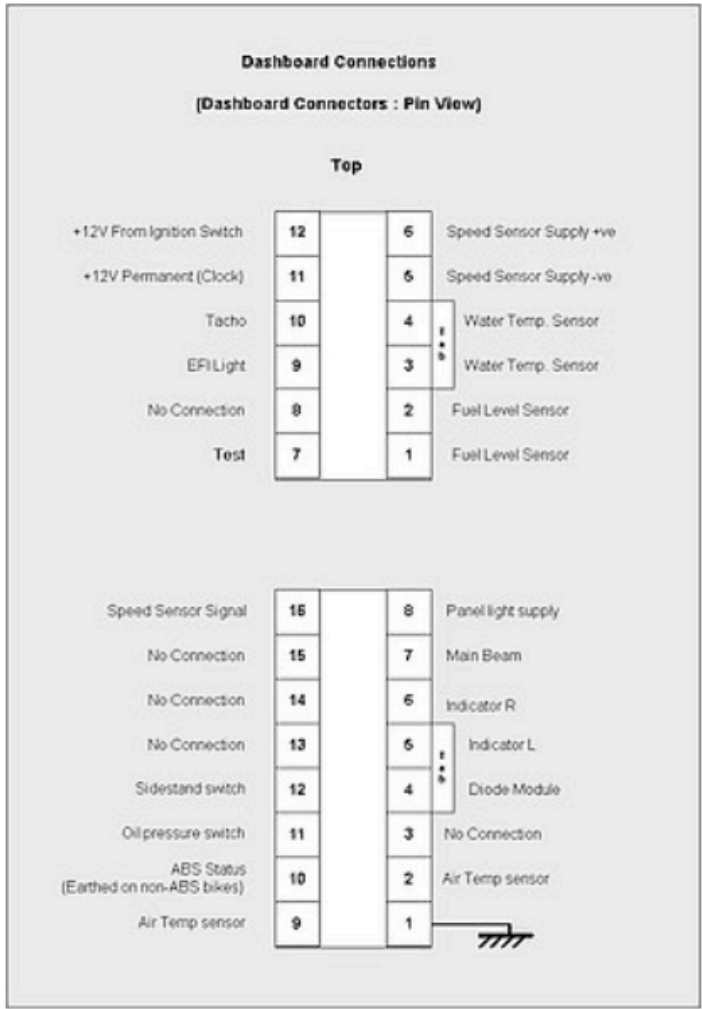 Dashboard Connections
(Dashboard Connectors : Pin View)
Top
+12V From Ignition Switch 12 6 Speed Sensor Supply +ve
+12V Permanent (Clock) 11 5 Speed Sensor Supply -ve
Tacho 10 4 Water Temp. Sensor
tab
EFI Light 9 3 Water Temp. Sensor
No Connection 8 2 Fuel Level Sensor
Test 7 1 Fuel Level Sensor
Speed Sensor Signal 16 8 Panel light supply
No Connection 15 7 Main Beam
No Connection 14 6 Indicator R
No Connection 13 5 Indicator L
tab
Sidestand switch 12 4 Diode Module
Oil pressure switch 11 3 No Connection
ABS Status
(Earthed on non-ABS bikes) 10 2 Air Temp sensor
Air Temp sensor 9 1